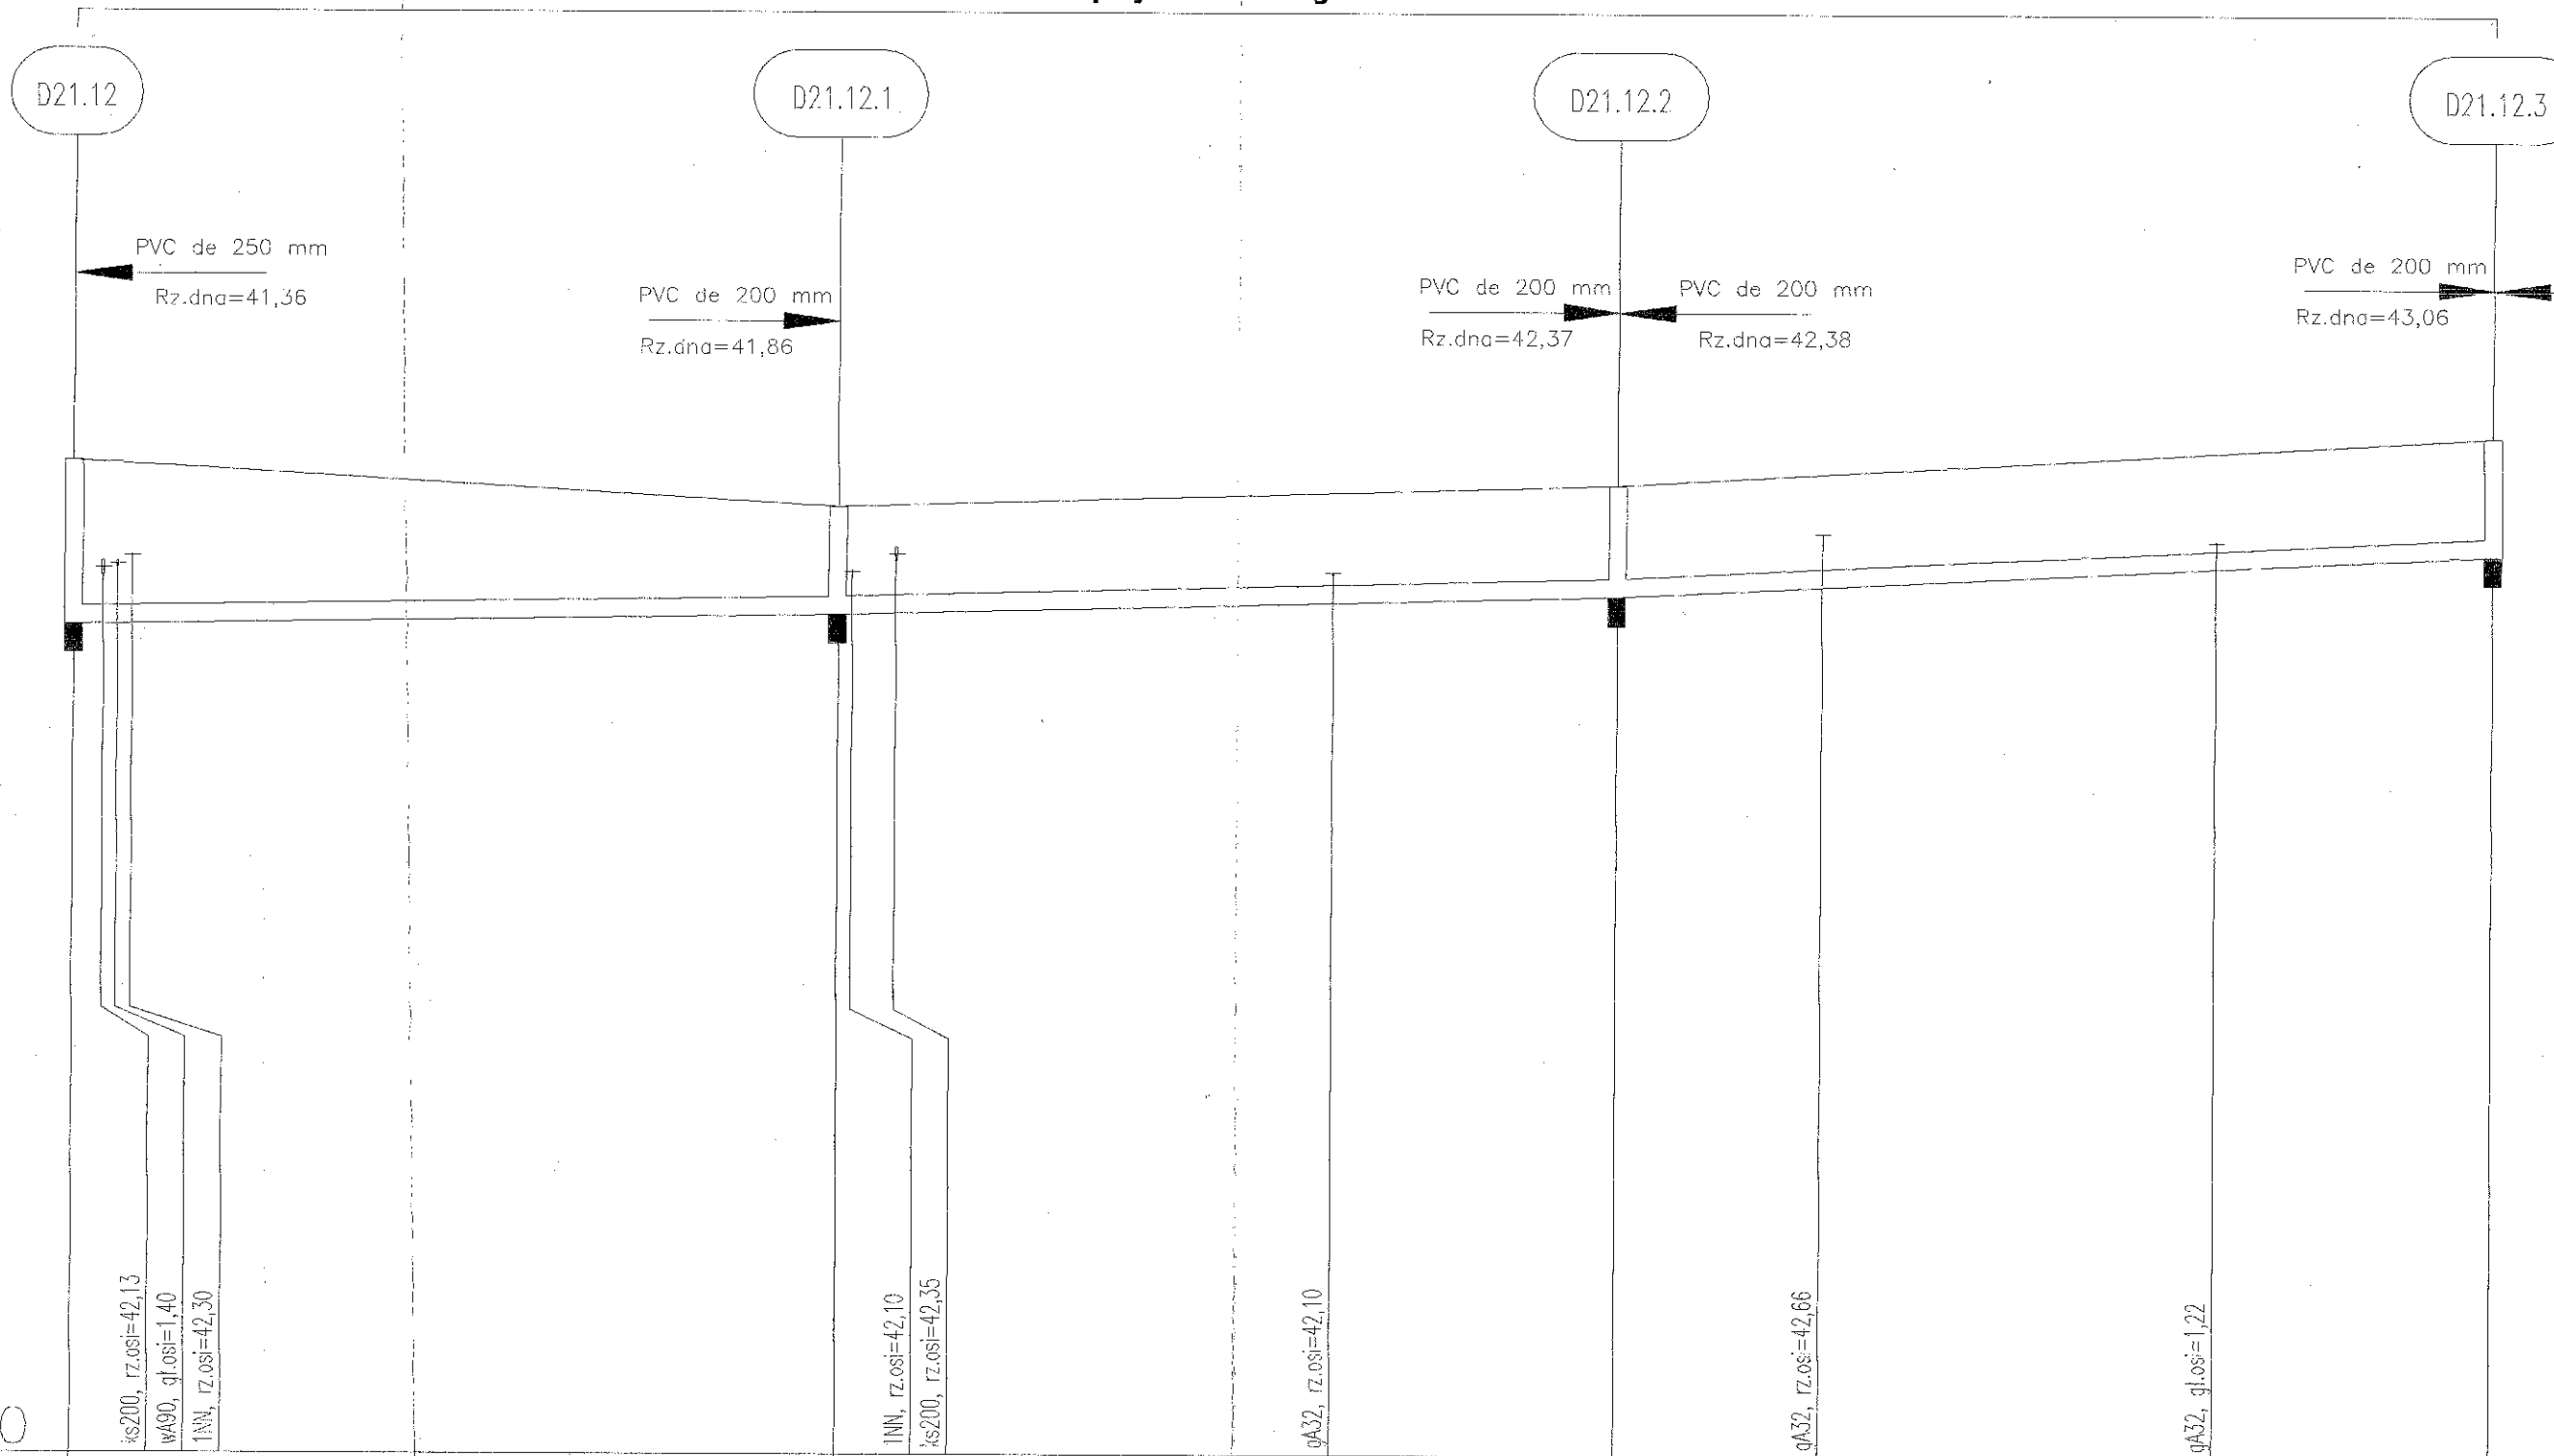 D21.12
D21.12.1
D21.12.2
D21.12.3
PVC de 250 mm
Rz.dna=41,36
PVC de 200 mm
Rz.dna=41,86
PVC de 200 mm
Rz.dna=42,37
PVC de 200 mm
Rz.dna=42,38
PVC de 200 mm
Rz.dna=43,06
ks200, rz.osi=42,13
wA90, gł.osi=1,40
1NN, rz.osi=42,30
1NN, rz.osi=42,10
ks200, rz.osi=42,35
gA32, rz.osi=42,10
gA32, rz.osi=42,66
gA32, gł.osi=1,22